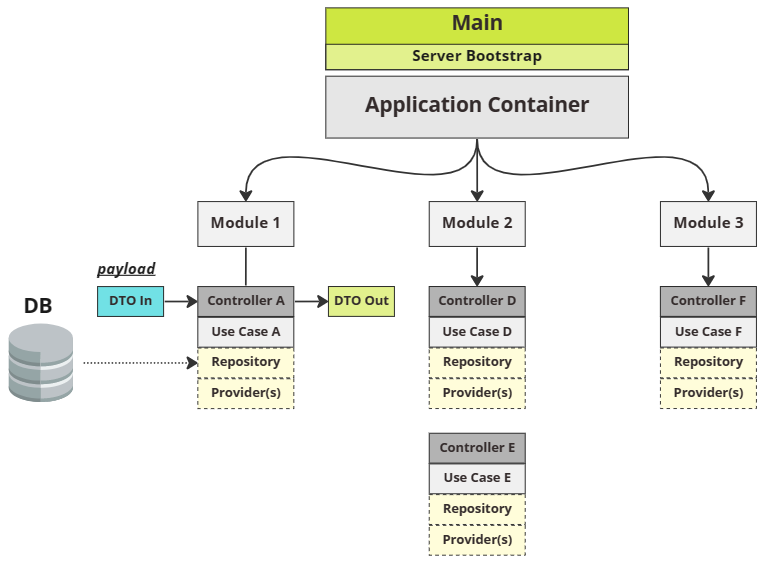 Main
Server Bootstrap
Application Container
Module 1
Module 2
Module 3
payload
DTO In
Controller A
DTO Out
Controller D
Controller F
DB
Use Case A
Use Case D
Use Case F
Repository
Repository
Repository
Provider(s)
Provider(s)
Provider(s)
Controller E
Use Case E
Repository
Provider(s)